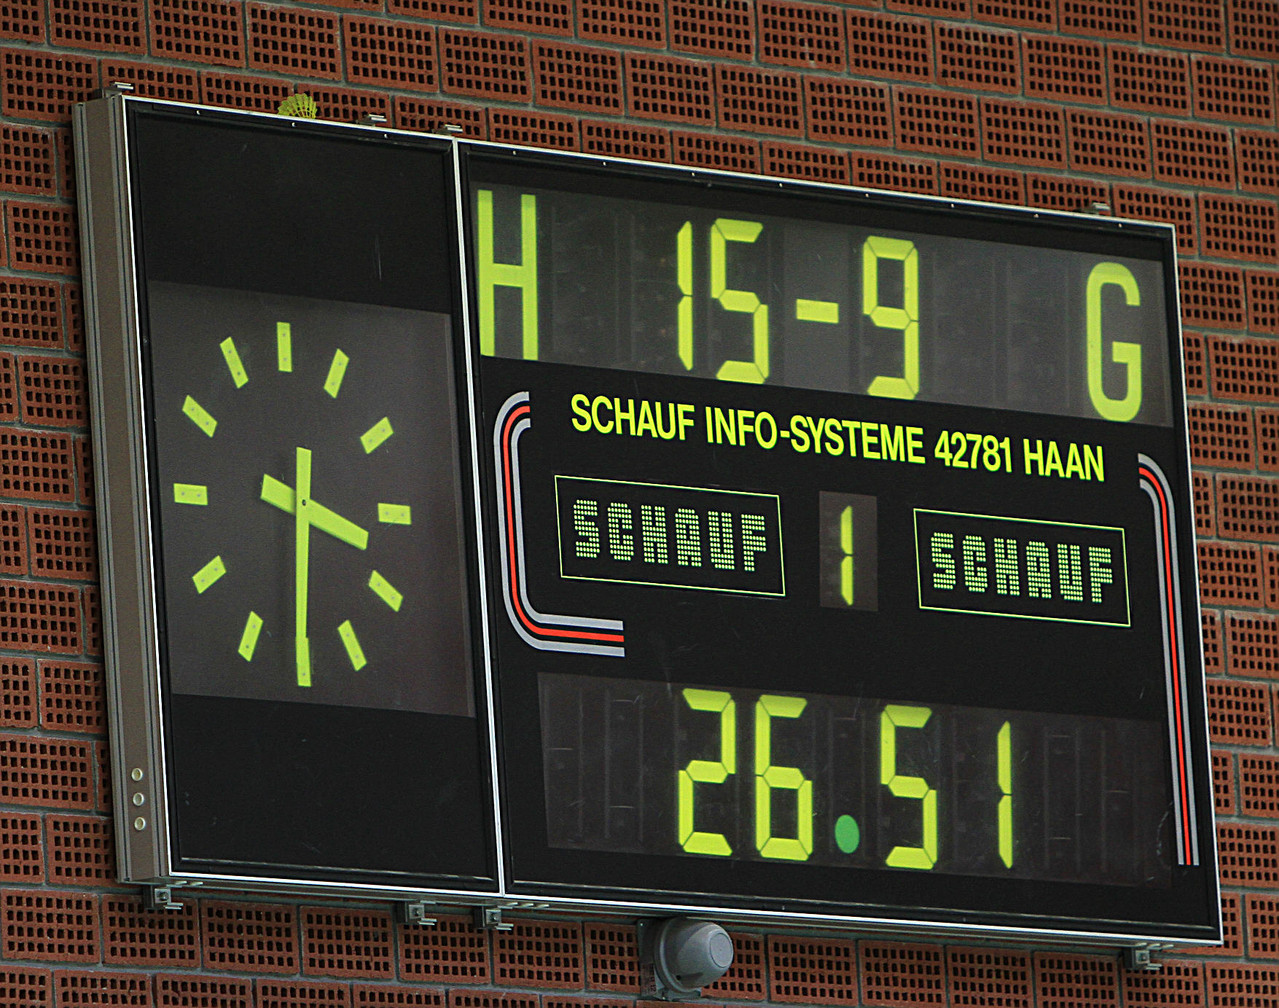 H 15-9 G
SCHAUF INFO-SYSTEME 42781 HAAN
SCHAUF 1 SCHAUF
26.51